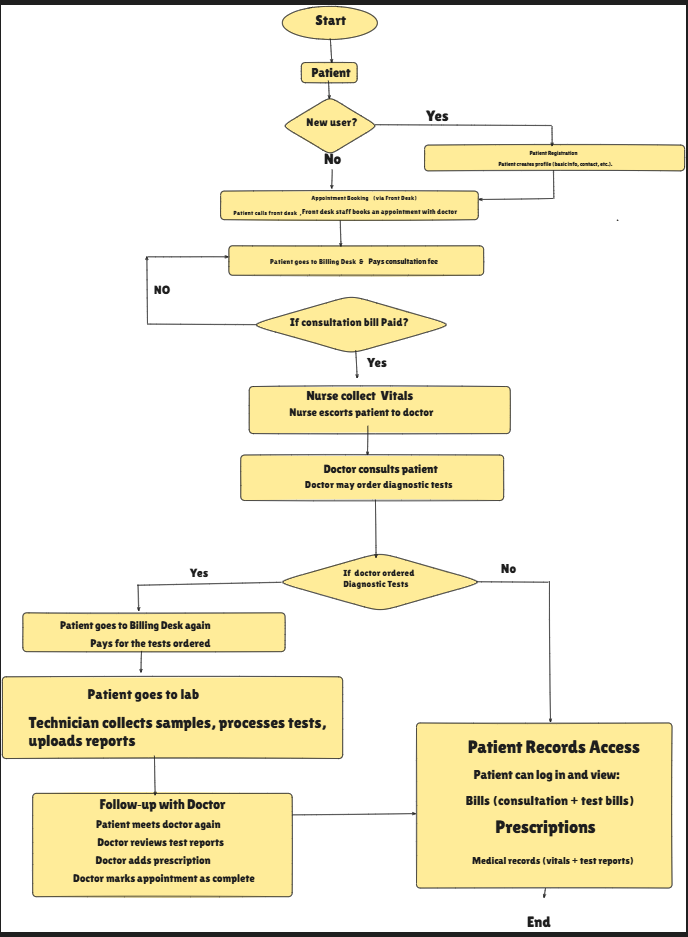 Start
Patient
New user?
Yes
No
Patient Registration
Patient creates profile (basic info, contact, etc.).
Appointment Booking (via Front Desk)
Patient calls front desk , Front desk staff books an appointment with doctor
Patient goes to Billing Desk & Pays consultation fee
NO
If consultation bill Paid?
Yes
Nurse collect Vitals
Nurse escorts patient to doctor
Doctor consults patient
Doctor may order diagnostic tests
If doctor ordered
Diagnostic Tests
Yes
No
Patient goes to Billing Desk again
Pays for the tests ordered
Patient goes to lab
Technician collects samples, processes tests,
uploads reports
Follow-up with Doctor
Patient meets doctor again
Doctor reviews test reports
Doctor adds prescription
Doctor marks appointment as complete
Patient Records Access
Patient can log in and view:
Bills (consultation + test bills)
Prescriptions
Medical records (vitals + test reports)
End